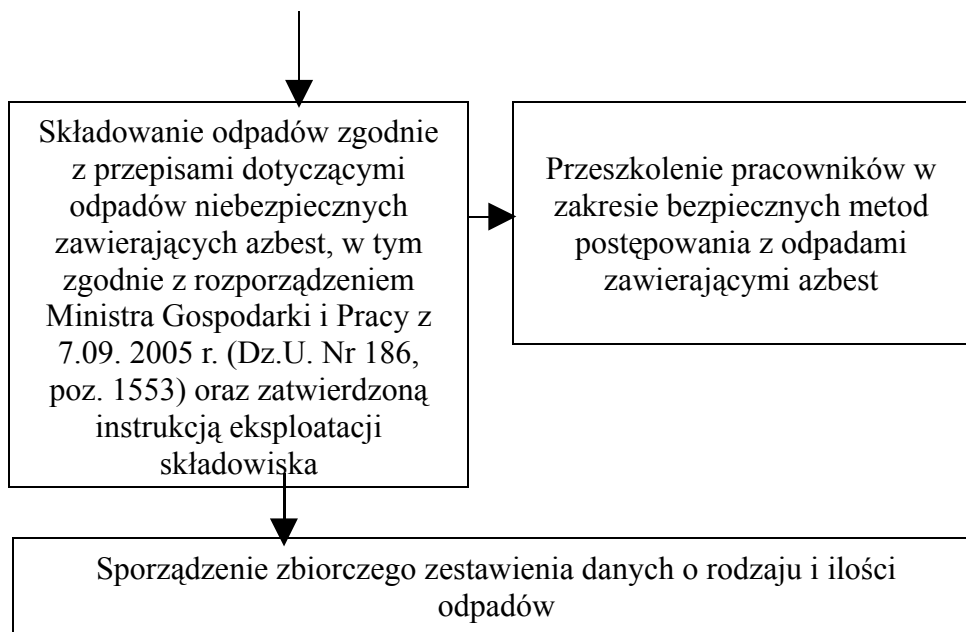 Składowanie odpadów zgodnie
z przepisami dotyczącymi
odpadów niebezpiecznych
zawierających azbest, w tym
zgodnie z rozporządzeniem
Ministra Gospodarki i Pracy z
7.09. 2005 r. (Dz.U. Nr 186,
poz. 1553) oraz zatwierdzoną
instrukcją eksploatacji
składowiska
Przeszkolenie pracowników w
zakresie bezpiecznych metod
postępowania z odpadami
zawierającymi azbest
Sporządzenie zbiorczego zestawienia danych o rodzaju i ilości
odpadów